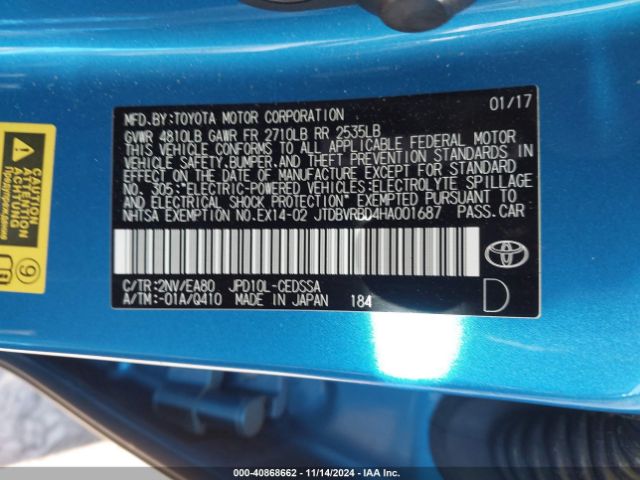 MFD.BY:TOYOTA MOTOR CORPORATION 01/17
GVWR 4810LB GAWR FR 2710LB RR 2535LB
THIS VEHICLE CONFORMS TO ALL APPLICABLE FEDERAL MOTOR
VEHICLE SAFETY,BUMPER,AND THEFT PREVENTION STANDARDS IN
EFFECT ON THE DATE OF MANUFACTURE EXCEPT FOR STANDARD
NO. 305:"ELECTRIC-POWERED VEHICLES:ELECTROLYTE SPILLAGE
AND ELECTRICAL SHOCK PROTECTION"
NHTSA EXEMPTION NO.EX14-02 JTDBVRBD4HA001687 PASS.CAR
TOYOTA
C/TR:2NV/EA80 JPD10L-CEDSSA
A/TM:-01A/Q410 MADE IN JAPAN 184
D
CAUTION
ATTENTION
ACHTUNG
9
000-40868662 - 11/14/2024 - IAA Inc.